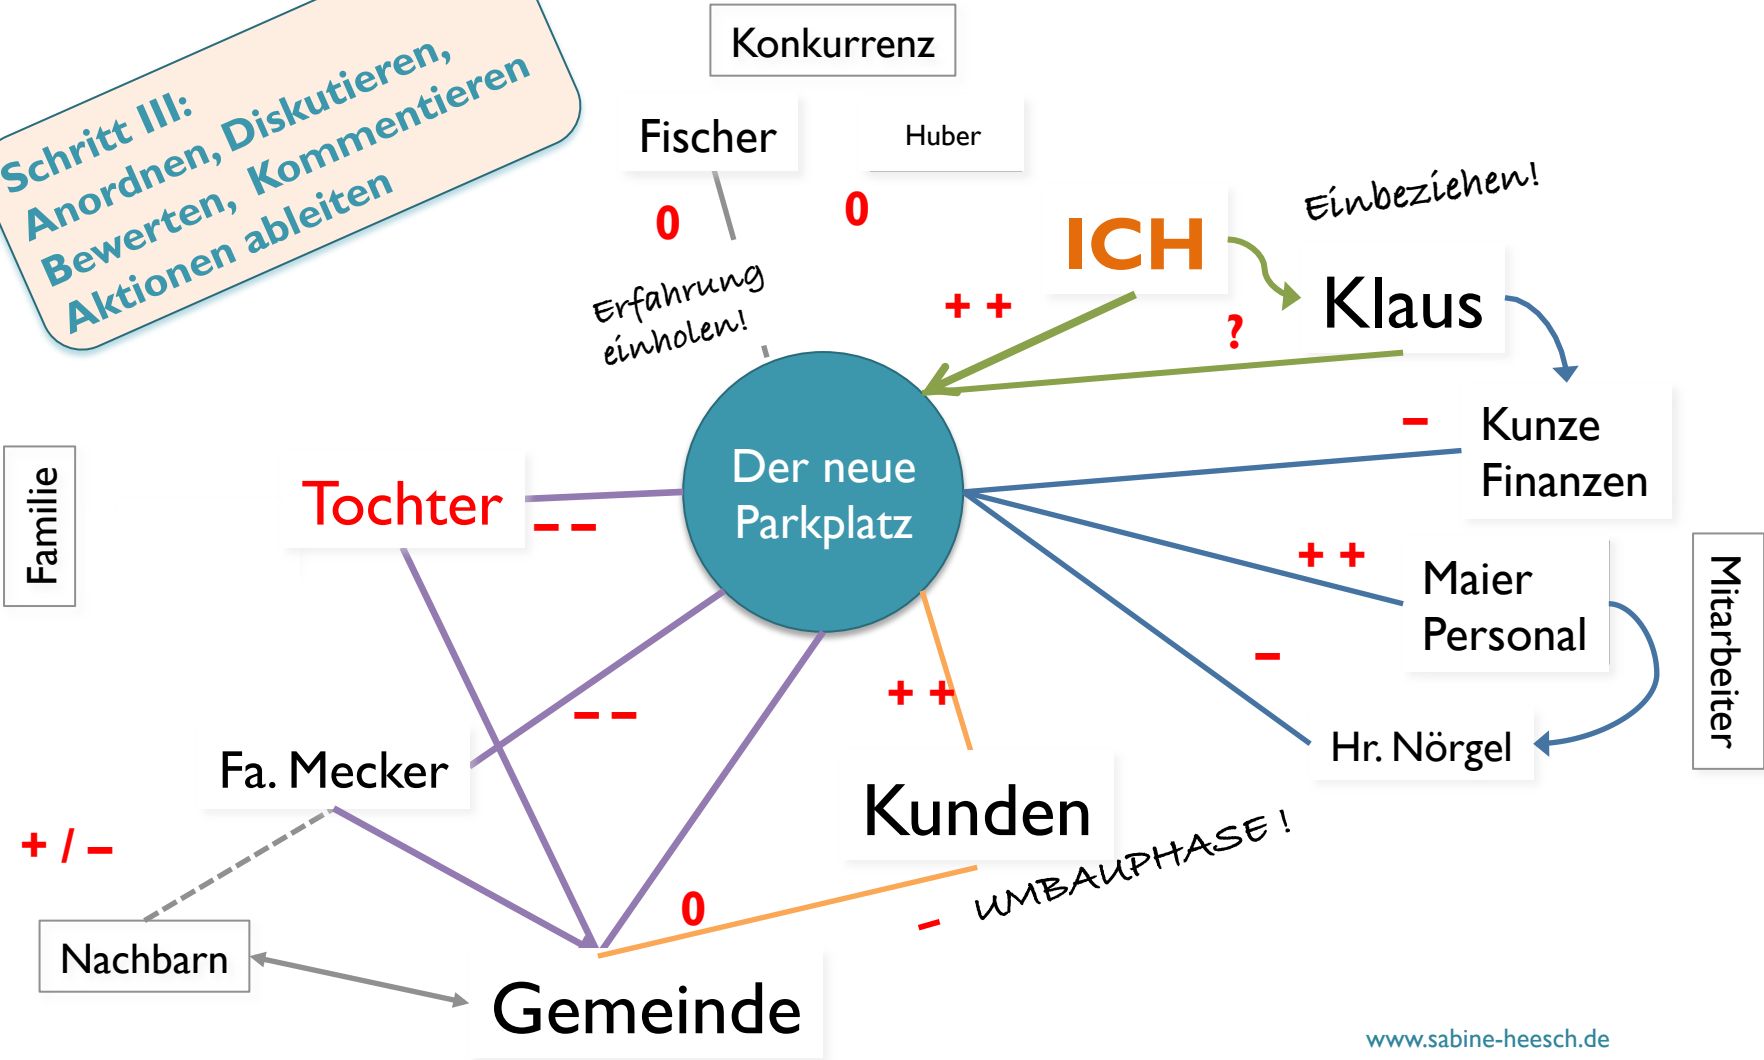 Schritt III:
Anordnen, Diskutieren,
Bewerten, Kommentieren
Aktionen ableiten
Konkurrenz
Fischer
Huber
0
0
Erfahrung
einholen!
ICH
Einbeziehen!
Klaus
+ +
?
Kunze
Finanzen
–
Der neue
Parkplatz
Familie
Tochter
– –
+ +
Maier
Personal
Mitarbeiter
–
Hr. Nörgel
– –
+ +
Fa. Mecker
Kunden
UMBAUPHASE !
+ / –
0
–
Nachbarn
Gemeinde
www.sabine-heesch.de